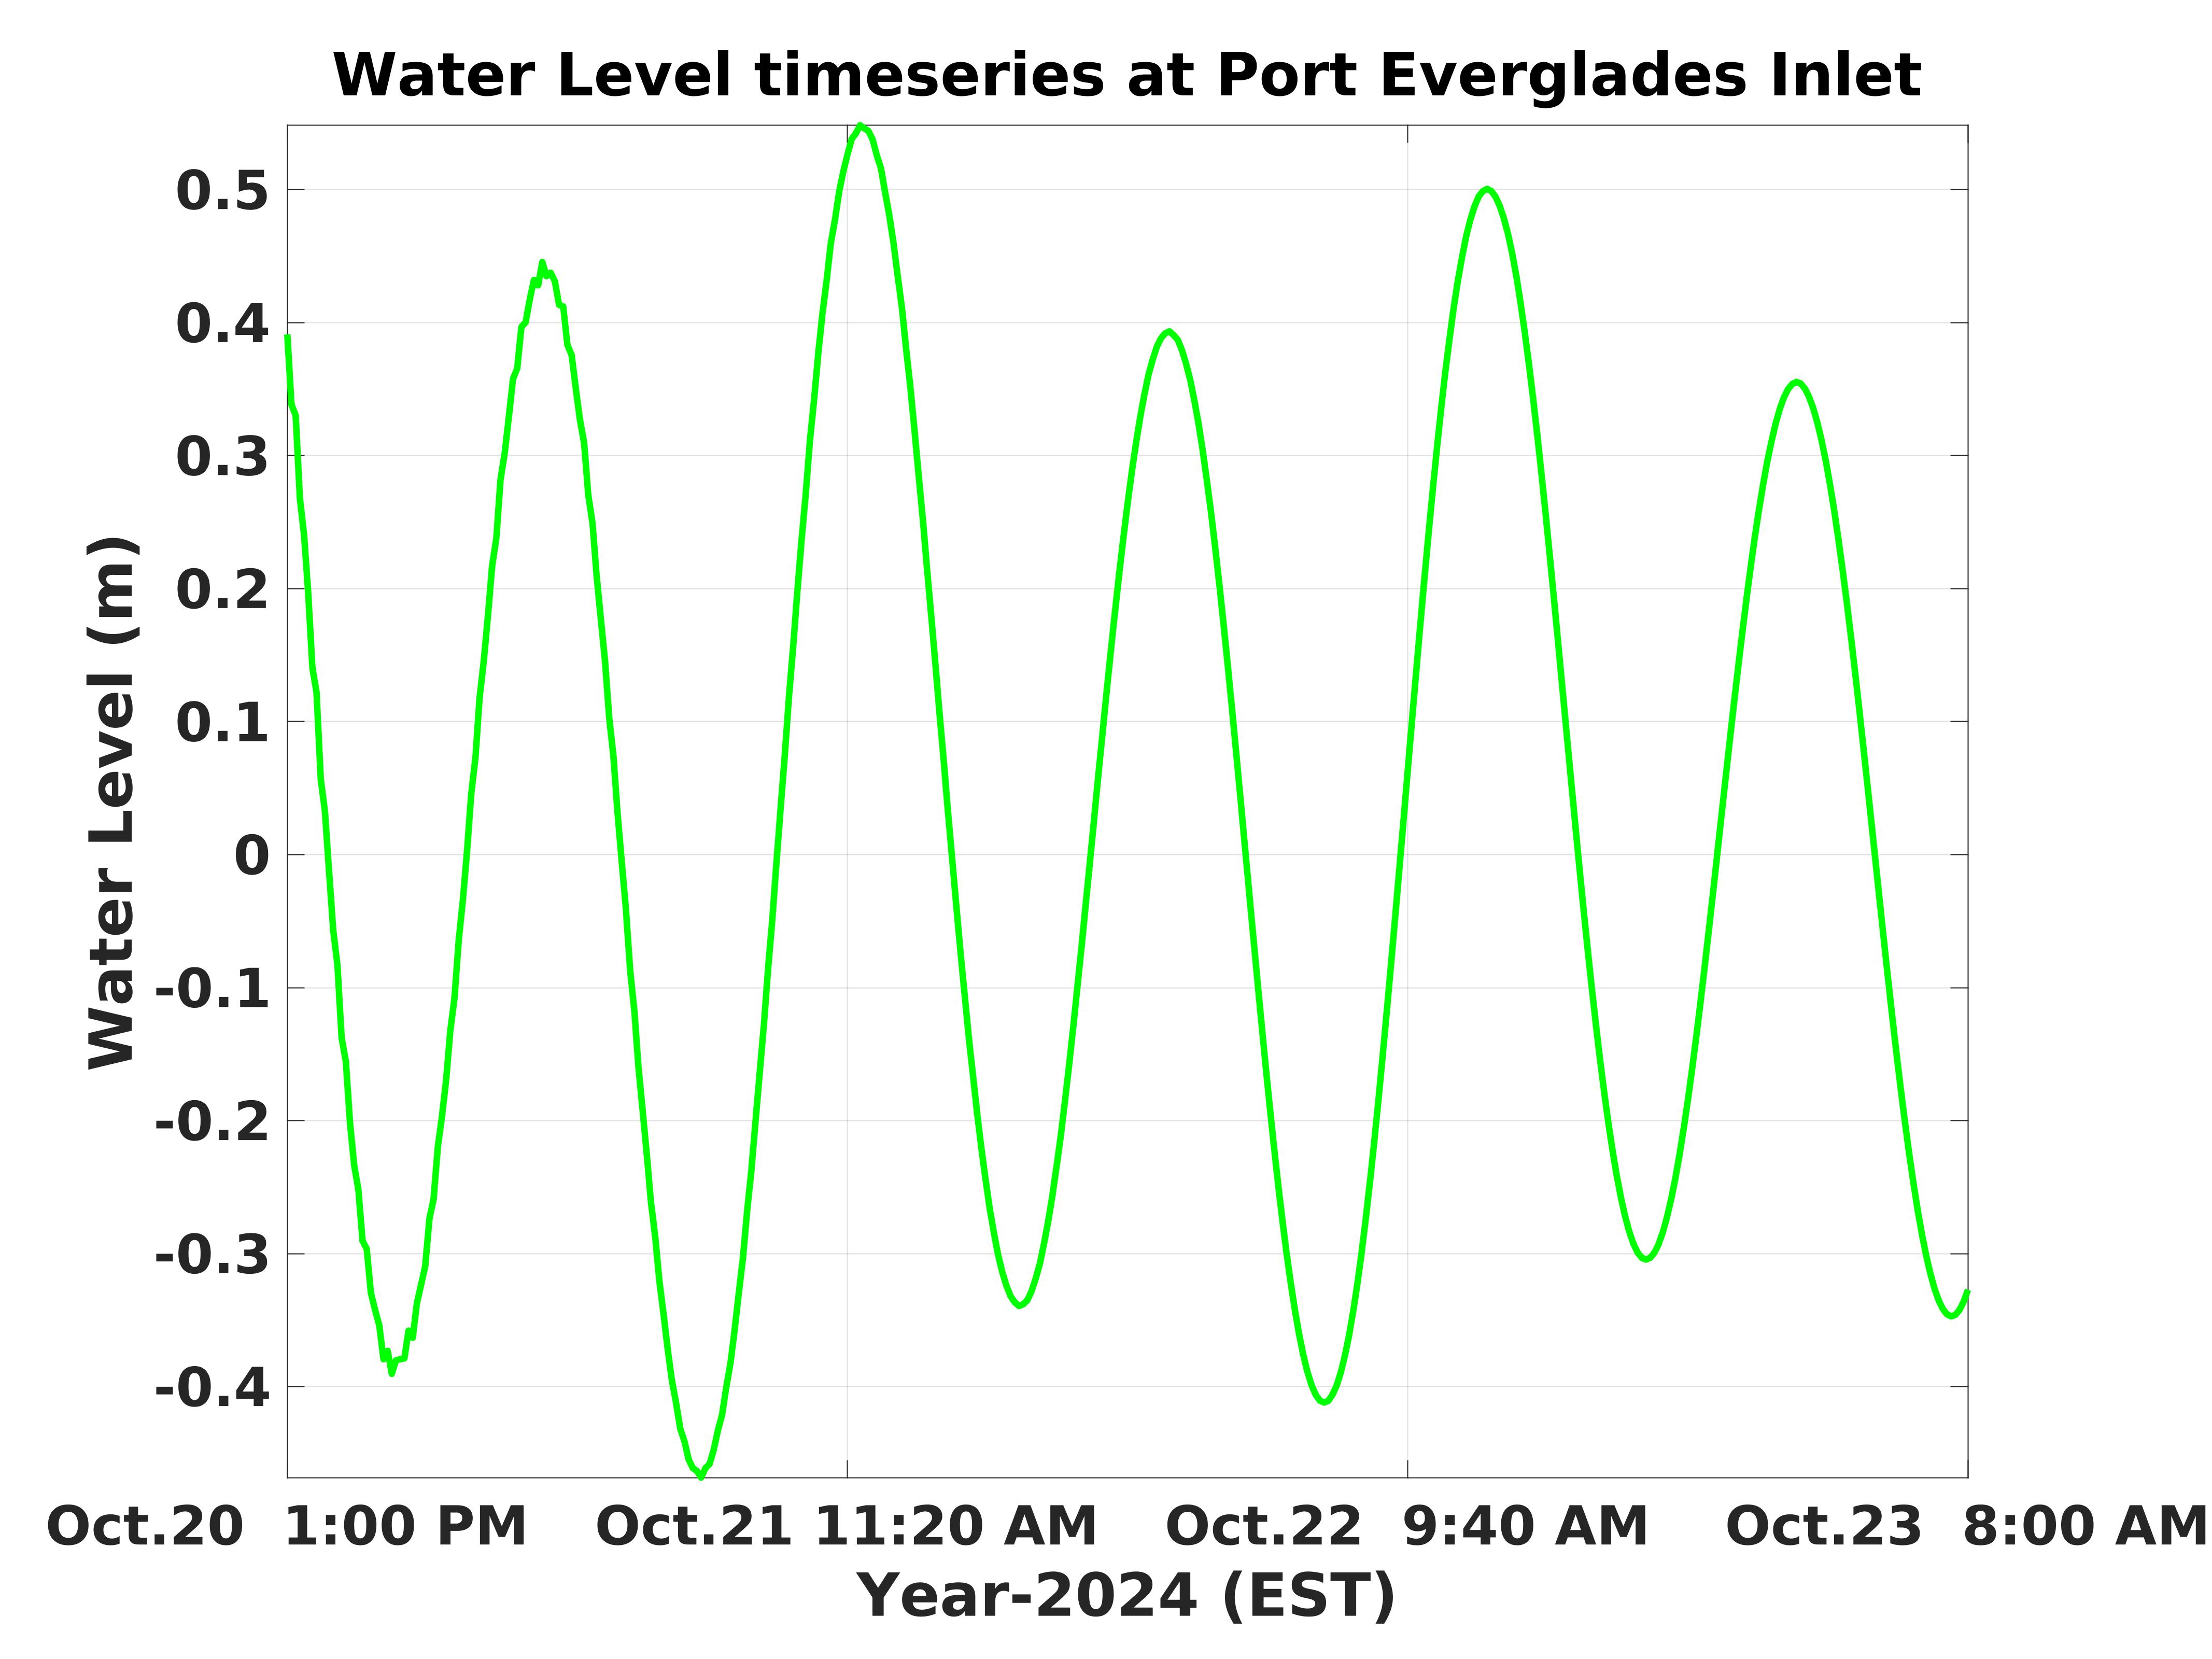 Water Level timeseries at Port Everglades Inlet
Water Level (m)
0.5
0.4
0.3
0.2
0.1
0
-0.1
-0.2
-0.3
-0.4
Oct.20 1:00 PM Oct.21 11:20 AM Oct.22 9:40 AM Oct.23 8:00 AM
Year-2024 (EST)